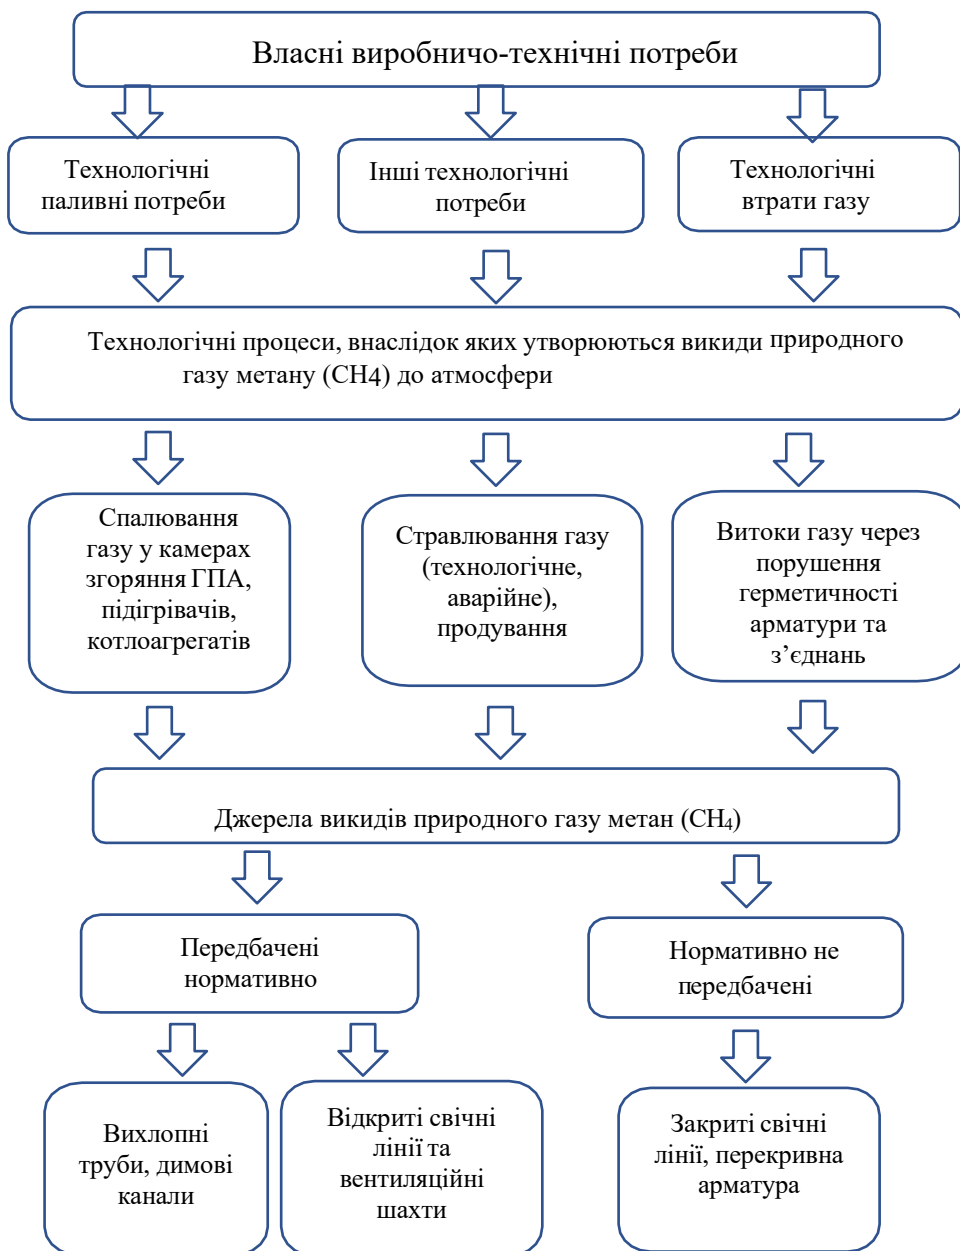 Власні виробничо-технічні потреби
Технологічні
паливні потреби
Інші технологічні
потреби
Технологічні
втрати газу
Технологічні процеси, внаслідок яких утворюються викиди природного
газу метану (СН4) до атмосфери
Спалювання
газу у камерах
згоряння ГПА,
підігрівачів,
котлоагрегатів
Стравлювання газу
(технологічне,
аварійне),
продування
Витоки газу через
порушення
герметичності
арматури та
з’єднань
Джерела викидів природного газу метан (СН₄)
Передбачені
нормативно
Нормативно не
передбачені
Вихлопні
труби, димові
канали
Відкриті свічні
лінії та
вентиляційні
шахти
Закриті свічні
лінії, перекривна
арматура